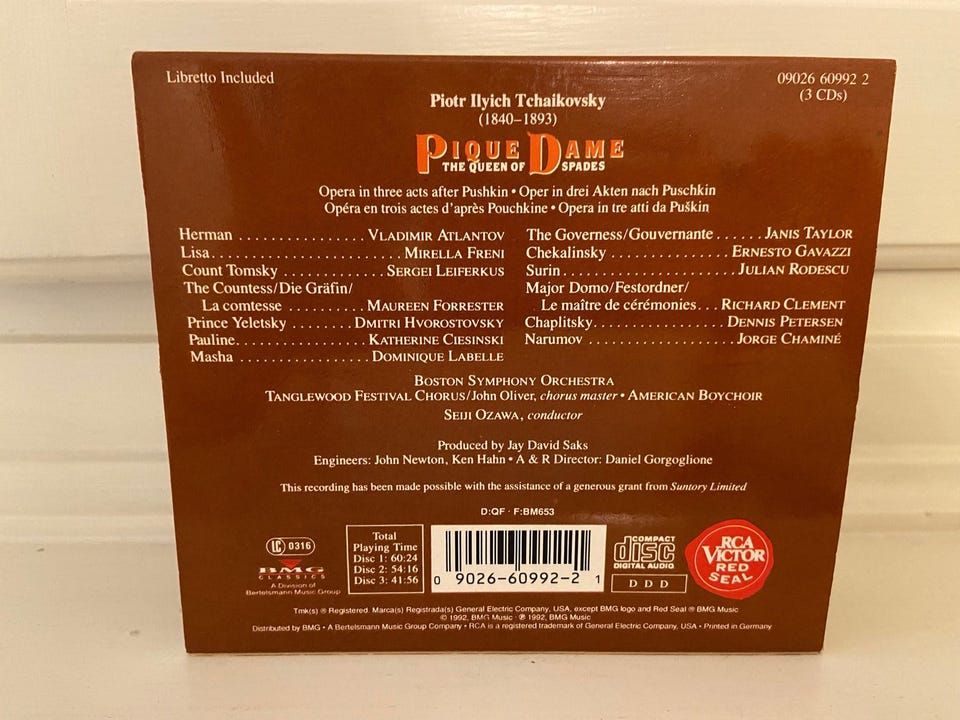 Libretto Included
09026 60992 2
(3 CDs)
Piotr Ilyich Tchaikovsky
(1840–1893)
PIQUE DAME
THE QUEEN OF SPADES
Opera in three acts after Pushkin • Oper in drei Akten nach Puschkin
Opéra en trois actes d'après Pouchkine • Opera in tre atti da Puškin
Herman ................ VLADIMIR ATLANTOV
Lisa ....................... MIRELLA FRENI
Count Tomsky ............. SERGEI LEIFERKUS
The Countess/Die Gräfin/
La comtesse ........... MAUREEN FORRESTER
Prince Yeletsky ......... DMITRI HVOROSTOVSKY
Pauline ................. KATHERINE CIESINSKI
Masha ................ DOMINIQUE LABELLE
The Governess/Gouvernante ...... JANIS TAYLOR
Chekalinsky ............... ERNESTO GAVAZZI
Surin ..................... JULIAN RODESCU
Major Domo/Festordner/
Le maître de cérémonies ... RICHARD CLEMENT
Chaplitsky ................ DENNIS PETERSEN
Narumov .................. JORGE CHAMINÉ
BOSTON SYMPHONY ORCHESTRA
TANGLEWOOD FESTIVAL CHORUS/John Oliver, chorus master • AMERICAN BOYCHOIR
SEIJI OZAWA, conductor
Produced by Jay David Saks
Engineers: John Newton, Ken Hahn • A & R Director: Daniel Gorgoglione
This recording has been made possible with the assistance of a generous grant from Suntory Limited
D:QF · F:BM653
LC 0316
BMG
CLASSICS
A Division of
Bertelsmann Music Group
Total
Playing Time
Disc 1: 60:24
Disc 2: 54:16
Disc 3: 41:56
0 9026-60992-2 1
COMPACT
disc
DIGITAL AUDIO
D D D
RCA
VICTOR
RED
SEAL
Tmk(s) ® Registered. Marca(s) Registrada(s) General Electric Company, USA, except BMG logo and Red Seal ® BMG Music
© 1992, BMG Music · ℗ 1992, BMG Music
Distributed by BMG • A Bertelsmann Music Group Company • RCA is a registered trademark of General Electric Company, USA • Printed in Germany